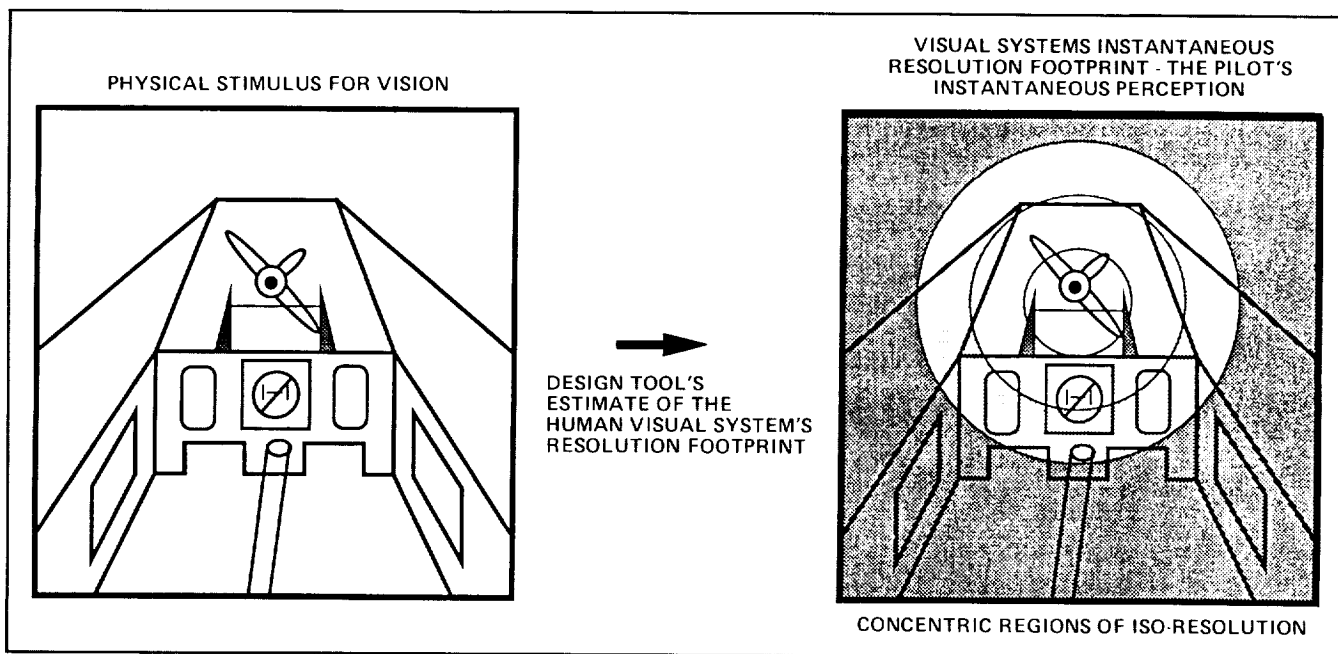 PHYSICAL STIMULUS FOR VISION
VISUAL SYSTEMS INSTANTANEOUS
RESOLUTION FOOTPRINT - THE PILOT'S
INSTANTANEOUS PERCEPTION
DESIGN TOOL'S
ESTIMATE OF THE
HUMAN VISUAL SYSTEM'S
RESOLUTION FOOTPRINT
CONCENTRIC REGIONS OF ISO-RESOLUTION